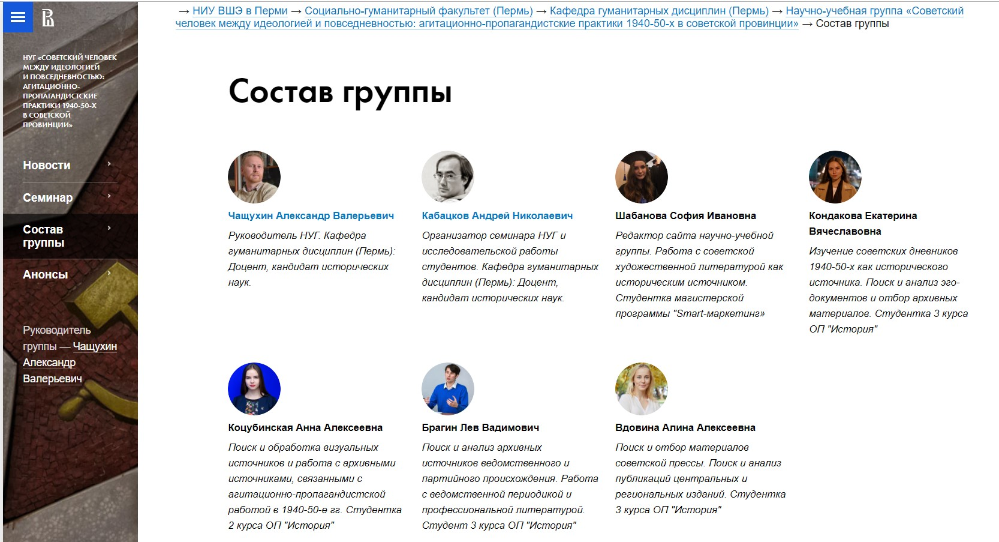 → НИУ ВШЭ в Перми → Социально-гуманитарный факультет (Пермь) → Кафедра гуманитарных дисциплин (Пермь) → Научно-учебная группа «Советский
человек между идеологией и повседневностью: агитационно-пропагандистские практики 1940-50-х в советской провинции» → Состав группы
НУГ «СОВЕТСКИЙ ЧЕЛОВЕК
МЕЖДУ ИДЕОЛОГИЕЙ
И ПОВСЕДНЕВНОСТЬЮ:
АГИТАЦИОННО-
ПРОПАГАНДИСТСКИЕ
ПРАКТИКИ 1940-50-Х
В СОВЕТСКОЙ
ПРОВИНЦИИ»
Новости
Семинар
Состав
группы
Анонсы
Руководитель
группы — Чащухин
Александр
Валерьевич
Состав группы
Чащухин Александр Валерьевич
Руководитель НУГ. Кафедра
гуманитарных дисциплин (Пермь):
Доцент, кандидат исторических
наук.
Кабацков Андрей Николаевич
Организатор семинара НУГ и
исследовательской работы
студентов. Кафедра гуманитарных
дисциплин (Пермь): Доцент,
кандидат исторических наук.
Шабанова София Ивановна
Редактор сайта научно-учебной
группы. Работа с советской
художественной литературой как
историческим источником.
Студентка магистерской
программы "Smart-маркетинг»
Кондакова Екатерина
Вячеславовна
Изучение советских дневников
1940-50-х как исторического
источника. Поиск и анализ эго-
документов и отбор архивных
материалов. Студентка 3 курса
ОП "История"
Коцубинская Анна Алексеевна
Поиск и обработка визуальных
источников и работа с архивными
источниками, связанными с
агитационно-пропагандистской
работой в 1940-50-е гг. Студентка
2 курса ОП "История"
Брагин Лев Вадимович
Поиск и анализ архивных
источников ведомственного и
партийного происхождения. Работа
с ведомственной периодикой и
профессиональной литературой.
Студент 3 курса ОП "История"
Вдовина Алина Алексеевна
Поиск и отбор материалов
советской прессы. Поиск и анализ
публикаций центральных и
региональных изданий. Студентка
3 курса ОП "История"